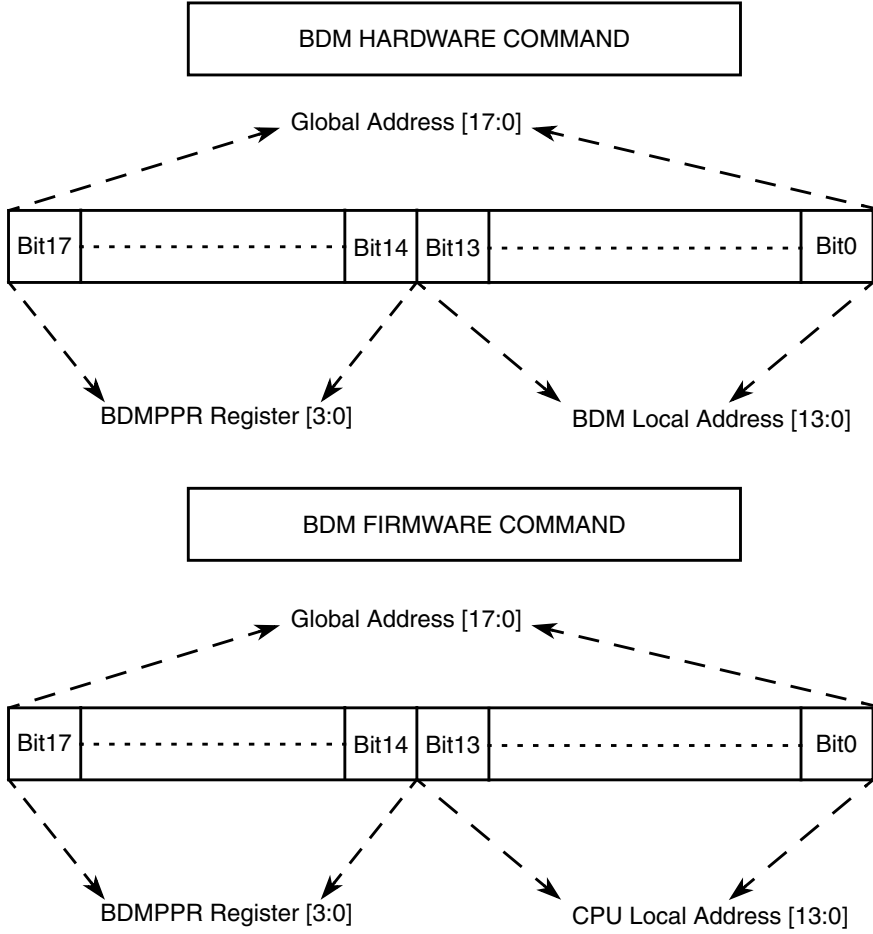 BDM HARDWARE COMMAND
Global Address [17:0]
Bit17 Bit14 Bit13 Bit0
BDMPPR Register [3:0] BDM Local Address [13:0]
BDM FIRMWARE COMMAND
Global Address [17:0]
Bit17 Bit14 Bit13 Bit0
BDMPPR Register [3:0] CPU Local Address [13:0]